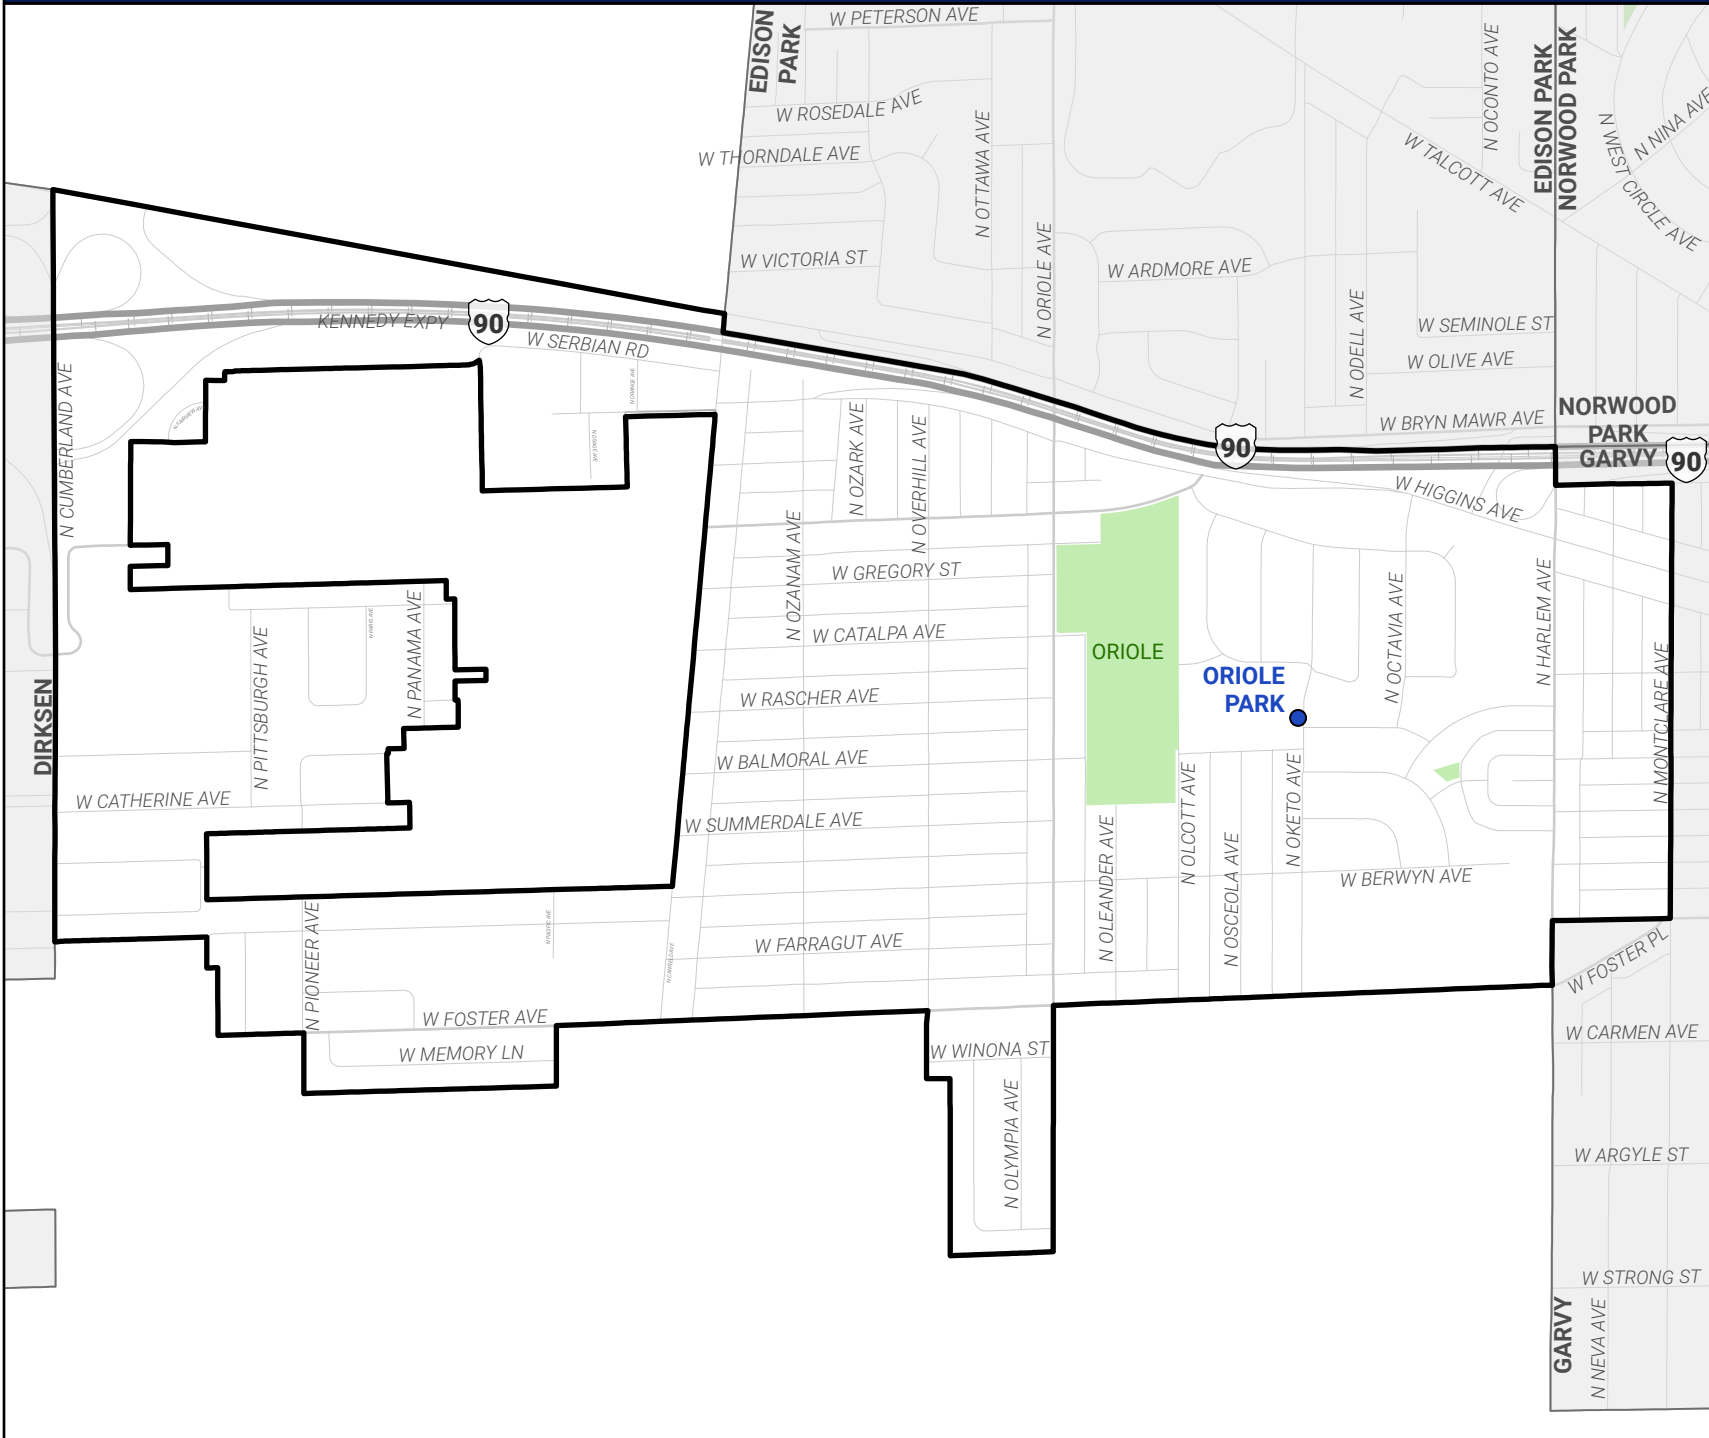 W PETERSON AVE
EDISON
PARK
W ROSEDALE AVE
W THORNDALE AVE
N OTTAWA AVE
N OCONTO AVE
EDISON PARK
NORWOOD PARK
N NINA AVE
N WEST CIRCLE AVE
W TALCOTT AVE
W VICTORIA ST
N ORIOLE AVE
W ARDMORE AVE
N ODELL AVE
W SEMINOLE ST
W OLIVE AVE
W BRYN MAWR AVE
NORWOOD
PARK
GARVY
90
KENNEDY EXPY
90
W SERBIAN RD
90
W HIGGINS AVE
N CUMBERLAND AVE
N OZARK AVE
N OVERHILL AVE
N OZANAM AVE
W GREGORY ST
W CATALPA AVE
W RASCHER AVE
W BALMORAL AVE
W SUMMERDALE AVE
W FARRAGUT AVE
ORIOLE
ORIOLE
PARK
N OCTAVIA AVE
N HARLEM AVE
N MONTCLARE AVE
DIRKSEN
N PITTSBURGH AVE
N PANAMA AVE
W CATHERINE AVE
N OLEANDER AVE
N OLCOTT AVE
N OSCEOLA AVE
N OKETO AVE
W BERWYN AVE
N PIONEER AVE
W FOSTER AVE
W MEMORY LN
W WINONA ST
N OLYMPIA AVE
W FOSTER PL
W CARMEN AVE
W ARGYLE ST
W STRONG ST
GARVY
N NEVA AVE